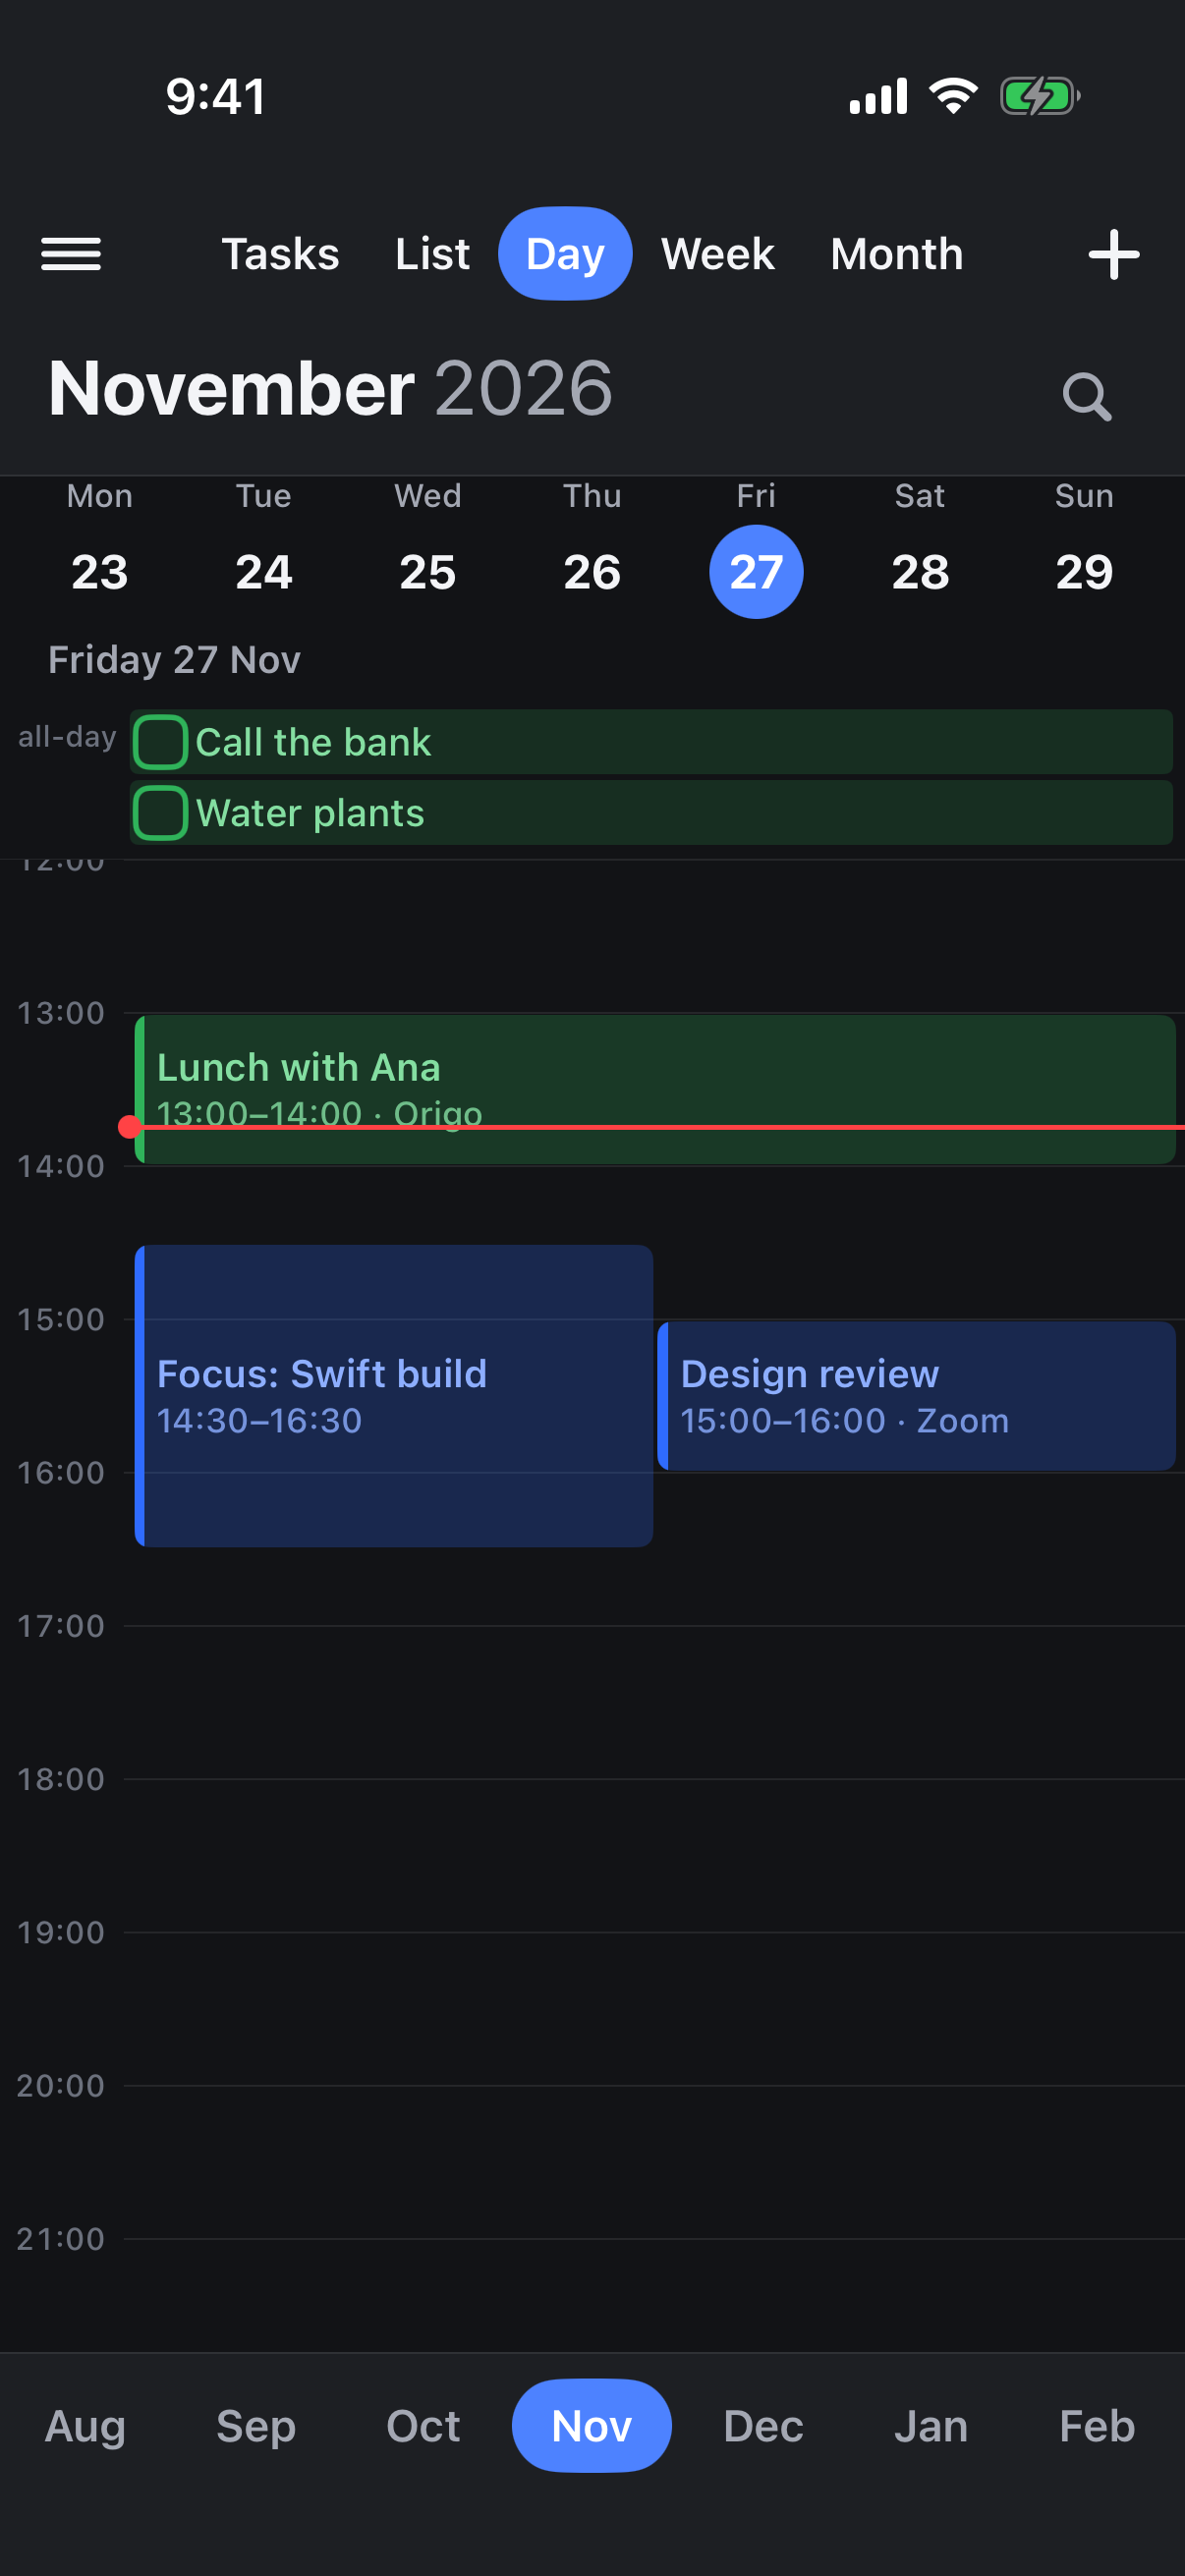 9:41
Tasks List Day Week Month
November 2026
Mon Tue Wed Thu Fri Sat Sun
23 24 25 26 27 28 29
Friday 27 Nov
all-day
Call the bank
Water plants
12:00
13:00
Lunch with Ana
13:00–14:00 · Origo
14:00
15:00
Focus: Swift build
14:30–16:30
Design review
15:00–16:00 · Zoom
16:00
17:00
18:00
19:00
20:00
21:00
Aug Sep Oct Nov Dec Jan Feb